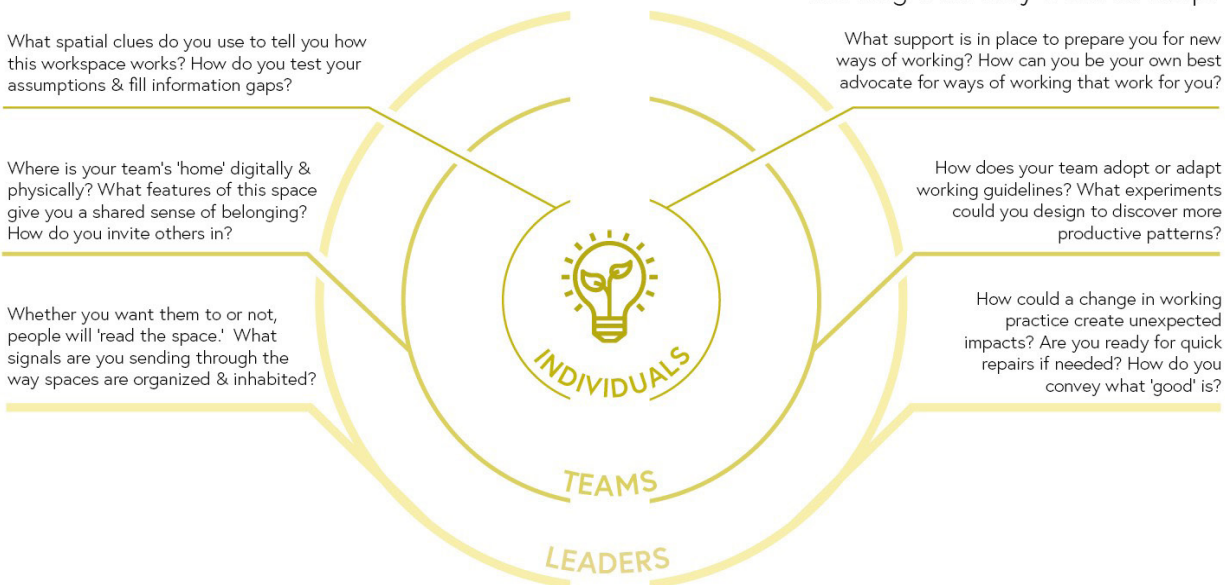 What spatial clues do you use to tell you how
this workspace works? How do you test your
assumptions & fill information gaps?
Where is your team's 'home' digitally &
physically? What features of this space
give you a shared sense of belonging?
How do you invite others in?
Whether you want them to or not,
people will 'read the space.' What
signals are you sending through the
way spaces are organized & inhabited?
What support is in place to prepare you for new
ways of working? How can you be your own best
advocate for ways of working that work for you?
How does your team adopt or adapt
working guidelines? What experiments
could you design to discover more
productive patterns?
How could a change in working
practice create unexpected
impacts? Are you ready for quick
repairs if needed? How do you
convey what 'good' is?
INDIVIDUALS
TEAMS
LEADERS